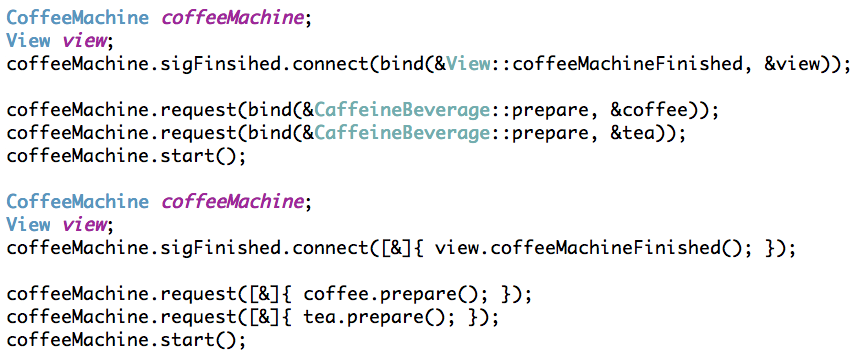 CoffeeMachine coffeeMachine;
View view;
coffeeMachine.sigFinsihed.connect(bind(&View::coffeeMachineFinished, &view));
coffeeMachine.request(bind(&CaffeineBeverage::prepare, &coffee));
coffeeMachine.request(bind(&CaffeineBeverage::prepare, &tea));
coffeeMachine.start();
CoffeeMachine coffeeMachine;
View view;
coffeeMachine.sigFinished.connect([&]{ view.coffeeMachineFinished(); });
coffeeMachine.request([&]{ coffee.prepare(); });
coffeeMachine.request([&]{ tea.prepare(); });
coffeeMachine.start();